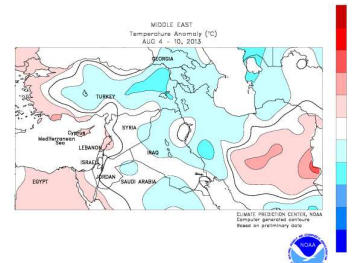 MIDDLE EAST
Temperature Anomaly (°C)
AUG 4 - 10, 2013
GEORGIA
TURKEY
Cyprus
SYRIA
Mediterranean
Sea
LEBANON
IRAQ
ISRAEL
JORDAN
EGYPT
SAUDI ARABIA
CLIMATE PREDICTION CENTER, NOAA
Computer generated contours
Based on preliminary data
NOAA